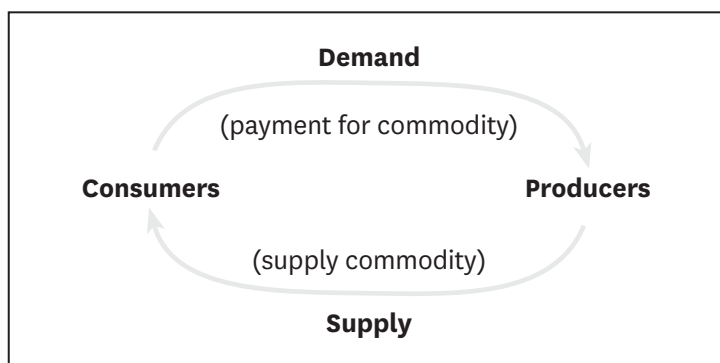 Demand
(payment for commodity)
Consumers
Producers
(supply commodity)
Supply